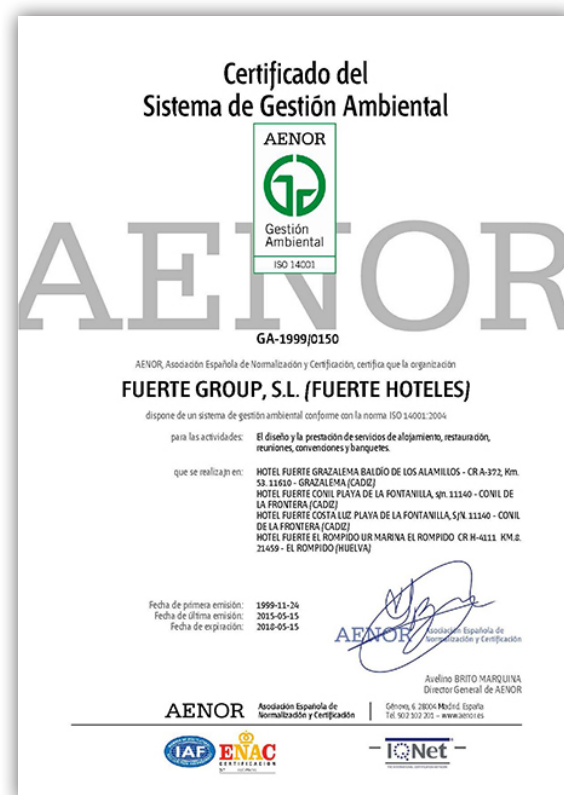 Certificado del
Sistema de Gestión Ambiental
AENOR
Gestión
Ambiental
ISO 14001
AENOR
GA-1999/0150
AENOR, Asociación Española de Normalización y Certificación, certifica que la organización
FUERTE GROUP, S.L. (FUERTE HOTELES)
dispone de un sistema de gestión ambiental conforme con la norma ISO 14001:2004
para las actividades: El diseño y la prestación de servicios de alojamiento, restauración,
reuniones, convenciones y banquetes.
que se realizajn en: HOTEL FUERTE GRAZALEMA BALDÍO DE LOS ALAMILLOS - CR A-372, Km.
53. 11610 - GRAZALEMA (CADIZ)
HOTEL FUERTE CONIL PLAYA DE LA FONTANILLA, s/n. 11140 - CONIL DE
LA FRONTERA (CADIZ)
HOTEL FUERTE COSTA LUZ PLAYA DE LA FONTANILLA, S/N. 11140 - CONIL
DE LA FRONTERA (CADIZ)
HOTEL FUERTE EL ROMPIDO UR MARINA EL ROMPIDO CR H-4111 KM.8.
21459 - EL ROMPIDO (HUELVA)
Fecha de primera emisión: 1999-11-24
Fecha de última emisión: 2015-05-15
Fecha de expiración: 2018-05-15
AENOR Asociación Española de
Normalización y Certificación
Avelino BRITO MARQUINA
Director General de AENOR
AENOR Asociación Española de
Normalización y Certificación
Génova, 6. 28004 Madrid. España
Tel. 902 102 201 – www.aenor.es
IAF
ENAC
CERTIFICACIÓN
IQNet